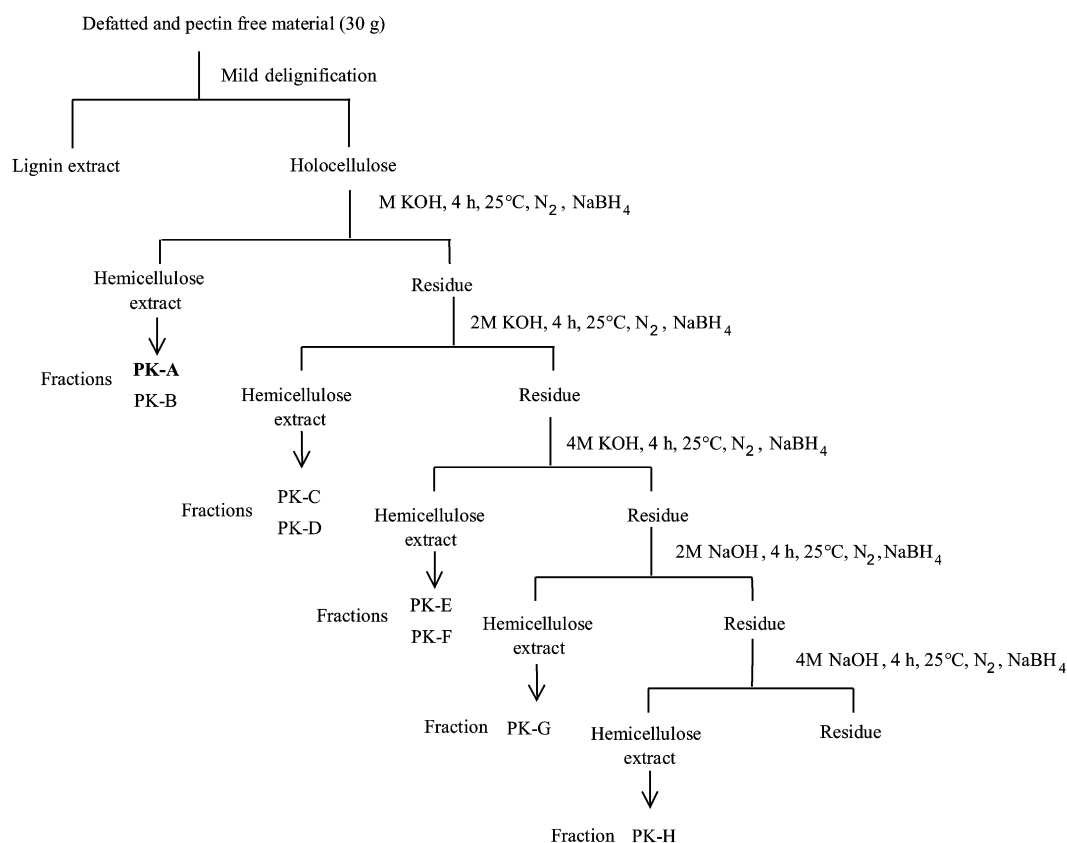 Defatted and pectin free material (30 g)
Mild delignification
Lignin extract
Holocellulose
M KOH, 4 h, 25°C, N2 , NaBH4
Hemicellulose
extract
Residue
2M KOH, 4 h, 25°C, N2 , NaBH4
Fractions
PK-A
PK-B
Hemicellulose
extract
Residue
4M KOH, 4 h, 25°C, N2 , NaBH4
Fractions
PK-C
PK-D
Hemicellulose
extract
Residue
2M NaOH, 4 h, 25°C, N2,NaBH4
Fractions
PK-E
PK-F
Hemicellulose
extract
Residue
4M NaOH, 4 h, 25°C, N2 , NaBH4
Fraction
PK-G
Hemicellulose
extract
Residue
Fraction
PK-H